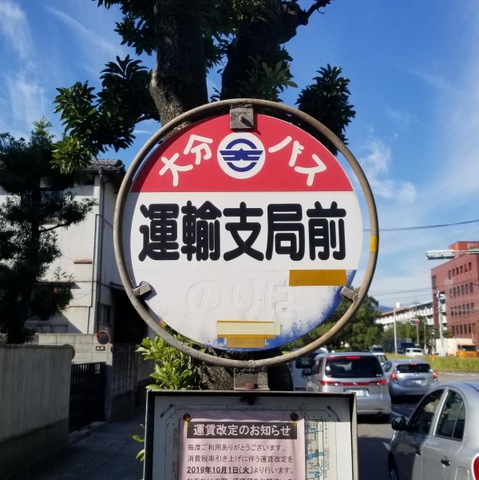 大分 バス
運輸支局前
のりば
運賃改定のお知らせ
毎度ご利用ありがとうございます。
消費税率引き上げに伴う運賃改定を
2019年10月1日(火)より行います。